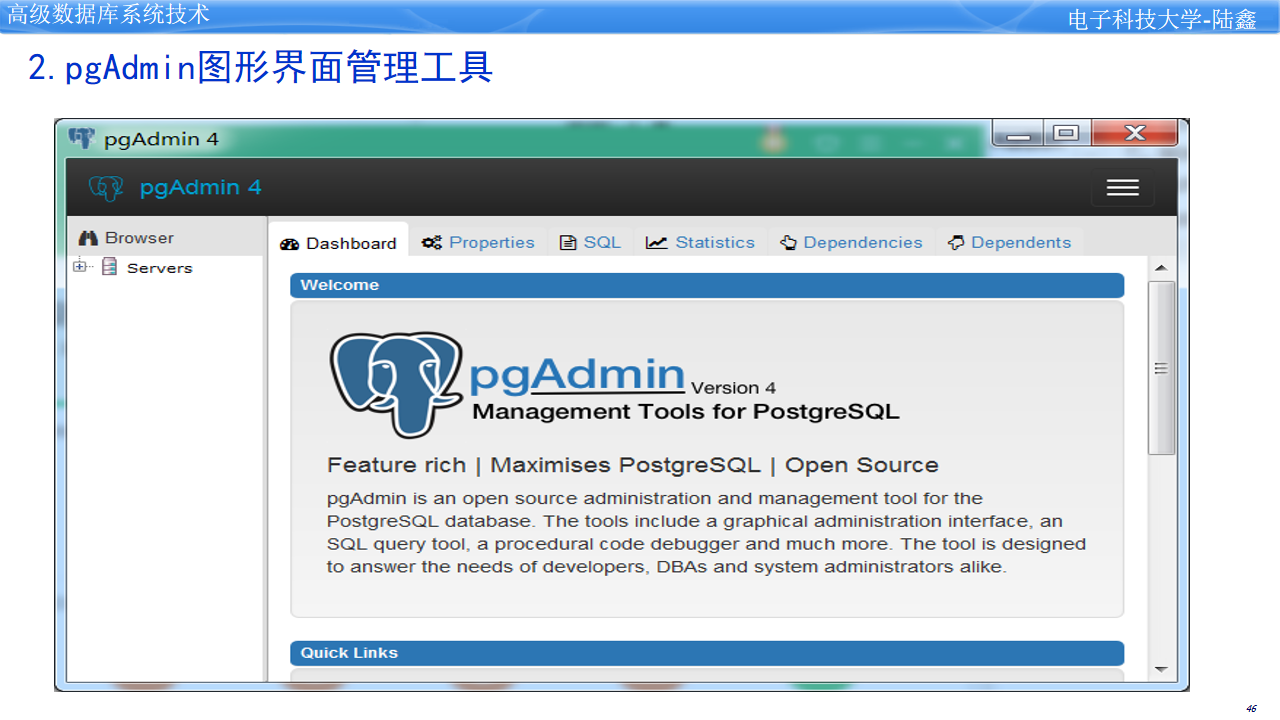 高级数据库系统技术
电子科技大学-陆鑫
2.pgAdmin图形界面管理工具
pgAdmin 4
pgAdmin 4
Browser
Servers
Dashboard Properties SQL Statistics Dependencies Dependents
Welcome
pgAdmin Version 4
Management Tools for PostgreSQL
Feature rich | Maximises PostgreSQL | Open Source
pgAdmin is an open source administration and management tool for the
PostgreSQL database. The tools include a graphical administration interface, an
SQL query tool, a procedural code debugger and much more. The tool is designed
to answer the needs of developers, DBAs and system administrators alike.
Quick Links
46